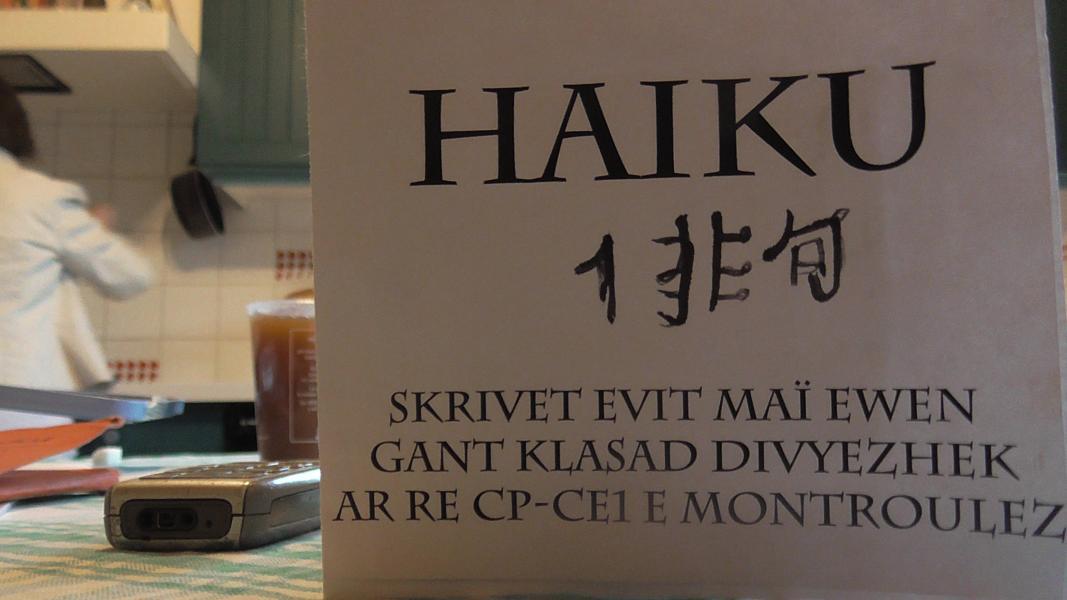 HAIKU
俳句
SKRIVET EVIT MAÏ EWEN
GANT KLASAD DIVYEZHEK
AR RE CP-CE1 E MONTROULEZ